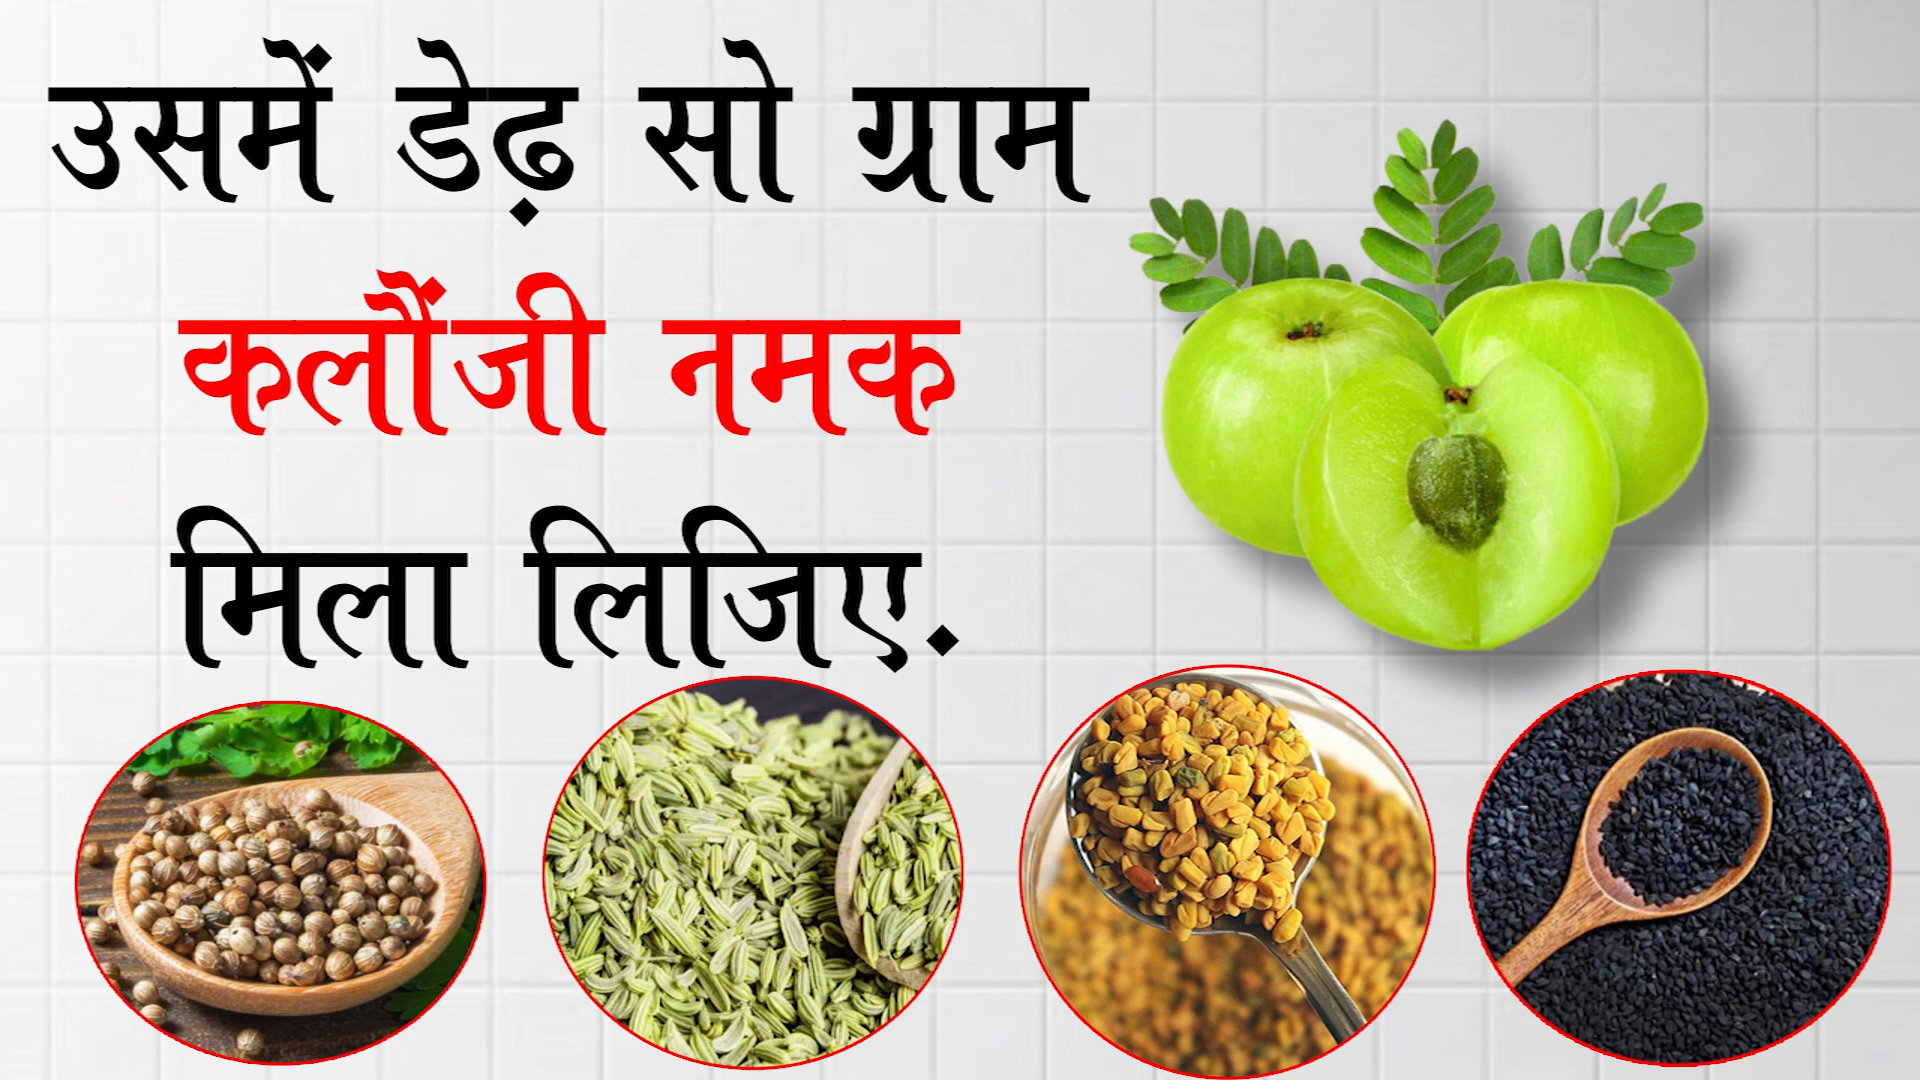 उसमें डेढ़ सो ग्राम
कलौंजी नमक
मिला लिजिए.